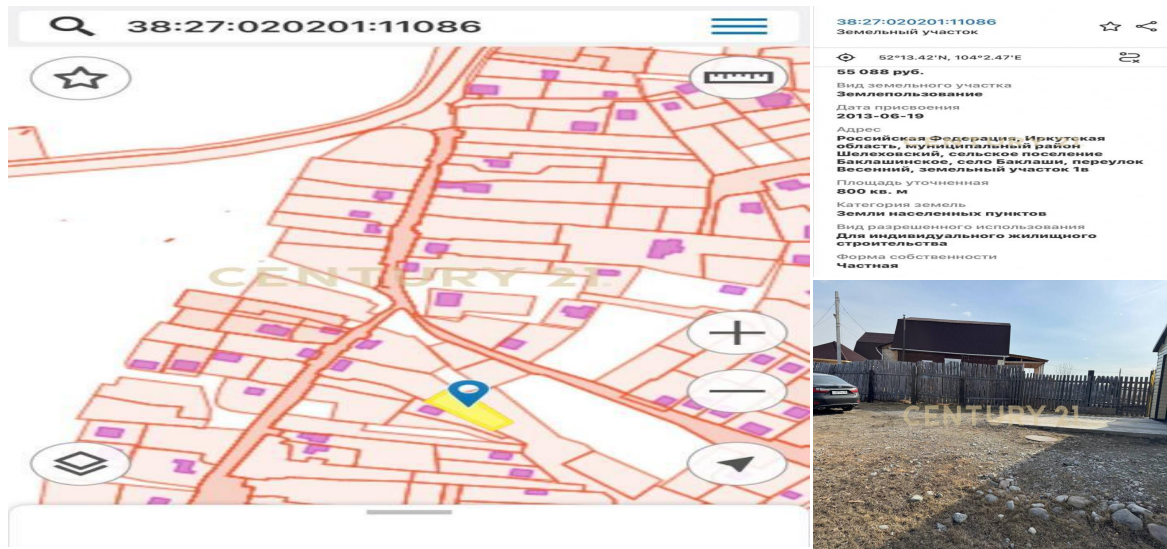 38:27:020201:11086
CENTURY 21.
38:27:020201:11086
Земельный участок
52°13.42'N, 104°2.47'E
55 088 руб.
Вид земельного участка
Землепользование
Дата присвоения
2013-06-19
Адрес
Российская Федерация, Иркутская
область, муниципальный район
Шелеховский, сельское поселение
Баклашинское, село Баклаши, переулок
Весенний, земельный участок 1в
Площадь уточненная
800 кв. м
Категория земель
Земли населенных пунктов
Вид разрешенного использования
Для индивидуального жилищного
строительства
Форма собственности
Частная
CENTURY 21